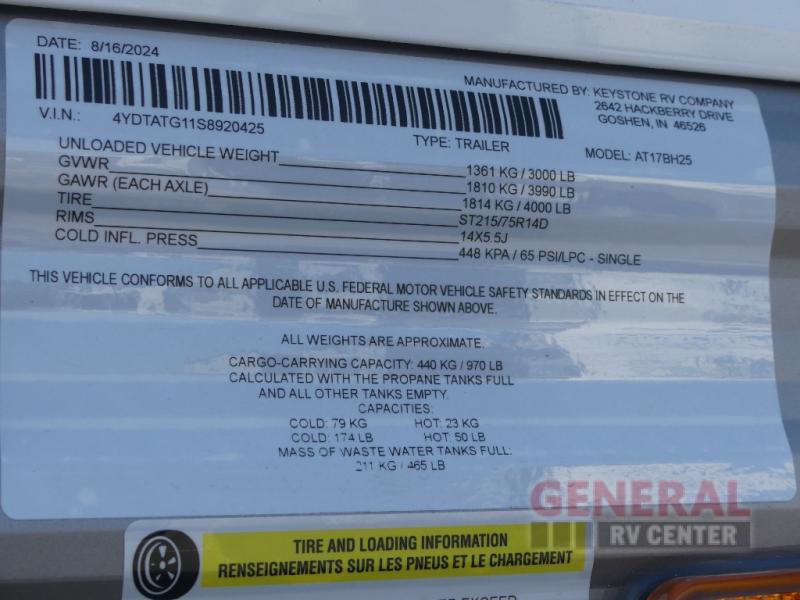 DATE: 8/16/2024
MANUFACTURED BY: KEYSTONE RV COMPANY
2642 HACKBERRY DRIVE
GOSHEN, IN 46526
V.I.N.: 4YDTATG11S8920425
TYPE: TRAILER
MODEL: AT17BH25
UNLOADED VEHICLE WEIGHT 1361 KG / 3000 LB
GVWR 1810 KG / 3990 LB
GAWR (EACH AXLE) 1814 KG / 4000 LB
TIRE ST215/75R14D
RIMS 14X5.5J
COLD INFL. PRESS 448 KPA / 65 PSI/LPC - SINGLE
THIS VEHICLE CONFORMS TO ALL APPLICABLE U.S. FEDERAL MOTOR VEHICLE SAFETY STANDARDS IN EFFECT ON THE
DATE OF MANUFACTURE SHOWN ABOVE.
ALL WEIGHTS ARE APPROXIMATE.
CARGO-CARRYING CAPACITY: 440 KG / 970 LB
CALCULATED WITH THE PROPANE TANKS FULL
AND ALL OTHER TANKS EMPTY.
CAPACITIES:
COLD: 79 KG HOT: 23 KG
COLD: 174 LB HOT: 50 LB
MASS OF WASTE WATER TANKS FULL:
211 KG / 465 LB
GENERAL
RV CENTER
TIRE AND LOADING INFORMATION
RENSEIGNEMENTS SUR LES PNEUS ET LE CHARGEMENT